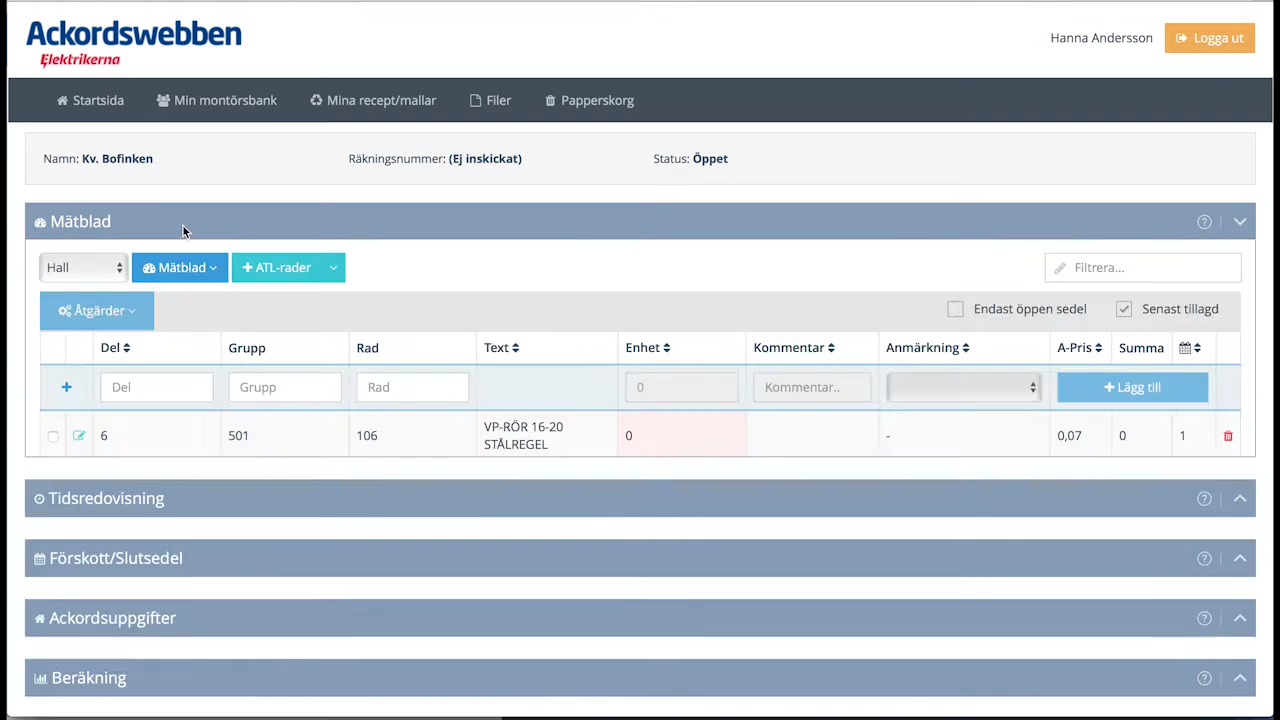 Ackordswebben
Elektrikerna
Hanna Andersson
Logga ut
Startsida
Min montörsbank
Mina recept/mallar
Filer
Papperskorg
Namn: Kv. Bofinken
Räkningsnummer: (Ej inskickat)
Status: Öppet
Mätblad
Hall
Mätblad
ATL-rader
Filtrera...
Åtgärder
Endast öppen sedel
Senast tillagd
Del
Grupp
Rad
Text
Enhet
Kommentar
Anmärkning
A-Pris
Summa
Del
Grupp
Rad
0
Kommentar..
Lägg till
6
501
106
VP-RÖR 16-20
STÅLREGEL
0
-
0,07
0
1
Tidsredovisning
Förskott/Slutsedel
Ackordsuppgifter
Beräkning